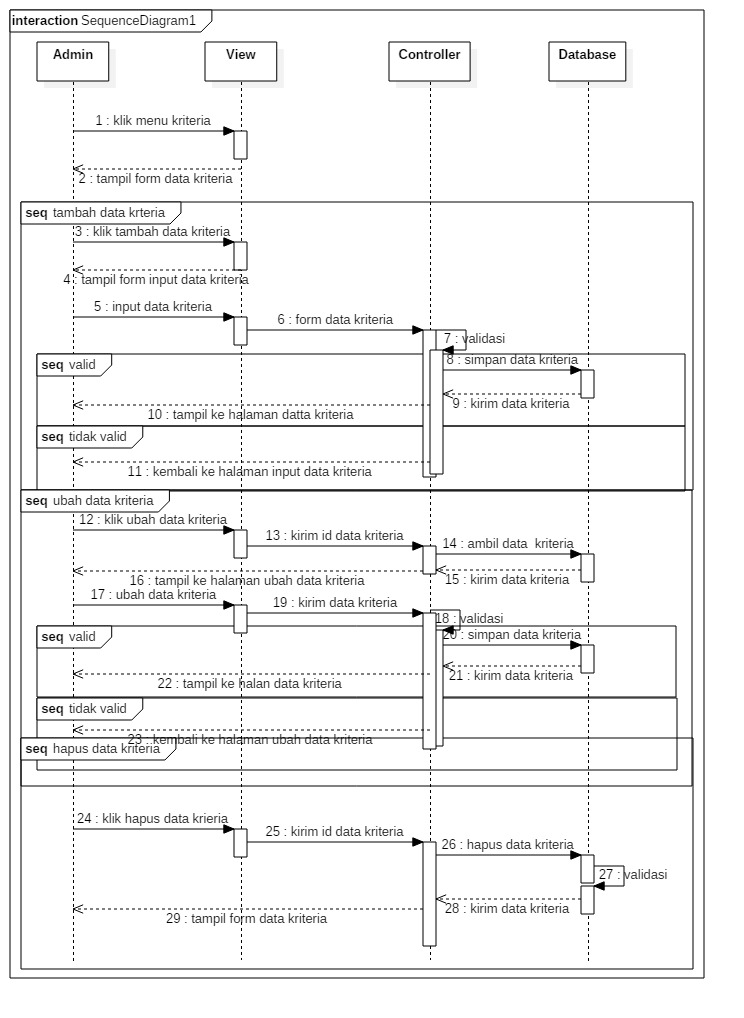 interaction SequenceDiagram1
Admin
View
Controller
Database
1 : klik menu kriteria
2 : tampil form data kriteria
seq tambah data krteria
3 : klik tambah data kriteria
4 : tampil form input data kriteria
5 : input data kriteria
6 : form data kriteria
7 : validasi
seq valid
8 : simpan data kriteria
9 : kirim data kriteria
10 : tampil ke halaman datta kriteria
seq tidak valid
11 : kembali ke halaman input data kriteria
seq ubah data kriteria
12 : klik ubah data kriteria
13 : kirim id data kriteria
14 : ambil data  kriteria
15 : kirim data kriteria
16 : tampil ke halaman ubah data kriteria
17 : ubah data kriteria
19 : kirim data kriteria
18 : validasi
seq valid
20 : simpan data kriteria
21 : kirim data kriteria
22 : tampil ke halan data kriteria
seq tidak valid
23 : kembali ke halaman ubah data kriteria
seq hapus data kriteria
24 : klik hapus data krieria
25 : kirim id data kriteria
26 : hapus data kriteria
27 : validasi
28 : kirim data kriteria
29 : tampil form data kriteria